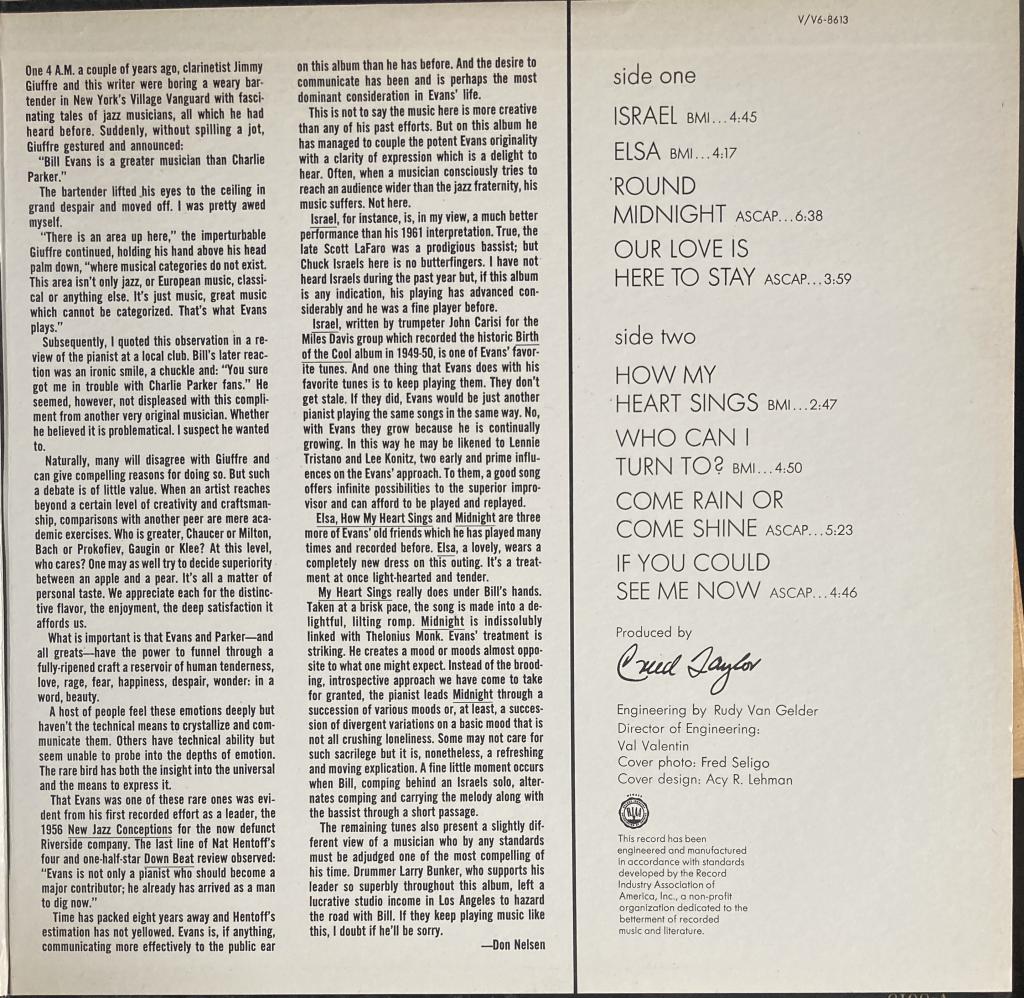 One 4 A.M. a couple of years ago, clarinetist Jimmy
Giuffre and this writer were boring a weary bar-
tender in New York's Village Vanguard with fasci-
nating tales of jazz musicians, all which he had
heard before. Suddenly, without spilling a jot,
Giuffre gestured and announced:
"Bill Evans is a greater musician than Charlie
Parker."
The bartender lifted his eyes to the ceiling in
grand despair and moved off. I was pretty awed
myself.
"There is an area up here," the imperturbable
Giuffre continued, holding his hand above his head
palm down, "where musical categories do not exist.
This area isn't only jazz, or European music, classi-
cal or anything else. It's just music, great music
which cannot be categorized. That's what Evans
plays."
Subsequently, I quoted this observation in a re-
view of the pianist at a local club. Bill's later reac-
tion was an ironic smile, a chuckle and: "You sure
got me in trouble with Charlie Parker fans." He
seemed, however, not displeased with this compli-
ment from another very original musician. Whether
he believed it is problematical. I suspect he wanted
to.
Naturally, many will disagree with Giuffre and
can give compelling reasons for doing so. But such
a debate is of little value. When an artist reaches
beyond a certain level of creativity and craftsman-
ship, comparisons with another peer are mere aca-
demic exercises. Who is greater, Chaucer or Milton,
Bach or Prokofiev, Gaugin or Klee? At this level,
who cares? One may as well try to decide superiority
between an apple and a pear. It's all a matter of
personal taste. We appreciate each for the distinc-
tive flavor, the enjoyment, the deep satisfaction it
affords us.
What is important is that Evans and Parker—and
all greats—have the power to funnel through a
fully-ripened craft a reservoir of human tenderness,
love, rage, fear, happiness, despair, wonder: in a
word, beauty.
A host of people feel these emotions deeply but
haven't the technical means to crystallize and com-
municate them. Others have technical ability but
seem unable to probe into the depths of emotion.
The rare bird has both the insight into the universal
and the means to express it.
That Evans was one of these rare ones was evi-
dent from his first recorded effort as a leader, the
1956 New Jazz Conceptions for the now defunct
Riverside company. The last line of Nat Hentoff's
four and one-half-star Down Beat review observed:
"Evans is not only a pianist who should become a
major contributor; he already has arrived as a man
to dig now."
Time has packed eight years away and Hentoff's
estimation has not yellowed. Evans is, if anything,
communicating more effectively to the public ear
on this album than he has before. And the desire to
communicate has been and is perhaps the most
dominant consideration in Evans' life.
This is not to say the music here is more creative
than any of his past efforts. But on this album he
has managed to couple the potent Evans originality
with a clarity of expression which is a delight to
hear. Often, when a musician consciously tries to
reach an audience wider than the jazz fraternity, his
music suffers. Not here.
Israel, for instance, is, in my view, a much better
performance than his 1961 interpretation. True, the
late Scott LaFaro was a prodigious bassist; but
Chuck Israels here is no butterfingers. I have not
heard Israels during the past year but, if this album
is any indication, his playing has advanced con-
siderably and he was a fine player before.
Israel, written by trumpeter John Carisi for the
Miles Davis group which recorded the historic Birth
of the Cool album in 1949-50, is one of Evans' favor-
ite tunes. And one thing that Evans does with his
favorite tunes is to keep playing them. They don't
get stale. If they did, Evans would be just another
pianist playing the same songs in the same way. No,
with Evans they grow because he is continually
growing. In this way he may be likened to Lennie
Tristano and Lee Konitz, two early and prime influ-
ences on the Evans' approach. To them, a good song
offers infinite possibilities to the superior impro-
visor and can afford to be played and replayed.
Elsa, How My Heart Sings and Midnight are three
more of Evans' old friends which he has played many
times and recorded before. Elsa, a lovely, wears a
completely new dress on this outing. It's a treat-
ment at once light-hearted and tender.
My Heart Sings really does under Bill's hands.
Taken at a brisk pace, the song is made into a de-
lightful, lilting romp. Midnight is indissolubly
linked with Thelonius Monk. Evans' treatment is
striking. He creates a mood or moods almost oppo-
site to what one might expect. Instead of the brood-
ing, introspective approach we have come to take
for granted, the pianist leads Midnight through a
succession of various moods or, at least, a succes-
sion of divergent variations on a basic mood that is
not all crushing loneliness. Some may not care for
such sacrilege but it is, nonetheless, a refreshing
and moving explication. A fine little moment occurs
when Bill, comping behind an Israels solo, alter-
nates comping and carrying the melody along with
the bassist through a short passage.
The remaining tunes also present a slightly dif-
ferent view of a musician who by any standards
must be adjudged one of the most compelling of
his time. Drummer Larry Bunker, who supports his
leader so superbly throughout this album, left a
lucrative studio income in Los Angeles to hazard
the road with Bill. If they keep playing music like
this, I doubt if he'll be sorry.
—Don Nelsen
V/V6-8613
side one
ISRAEL BMI...4:45
ELSA BMI...4:17
'ROUND
MIDNIGHT ASCAP...6:38
OUR LOVE IS
HERE TO STAY ASCAP...3:59
side two
HOW MY
HEART SINGS BMI...2:47
WHO CAN I
TURN TO? BMI...4:50
COME RAIN OR
COME SHINE ASCAP...5:23
IF YOU COULD
SEE ME NOW ASCAP...4:46
Produced by
Creed Taylor
Engineering by Rudy Van Gelder
Director of Engineering:
Val Valentin
Cover photo: Fred Seligo
Cover design: Acy R. Lehman
RIAA
This record has been
engineered and manufactured
in accordance with standards
developed by the Record
Industry Association of
America, Inc., a non-profit
organization dedicated to the
betterment of recorded
music and literature.